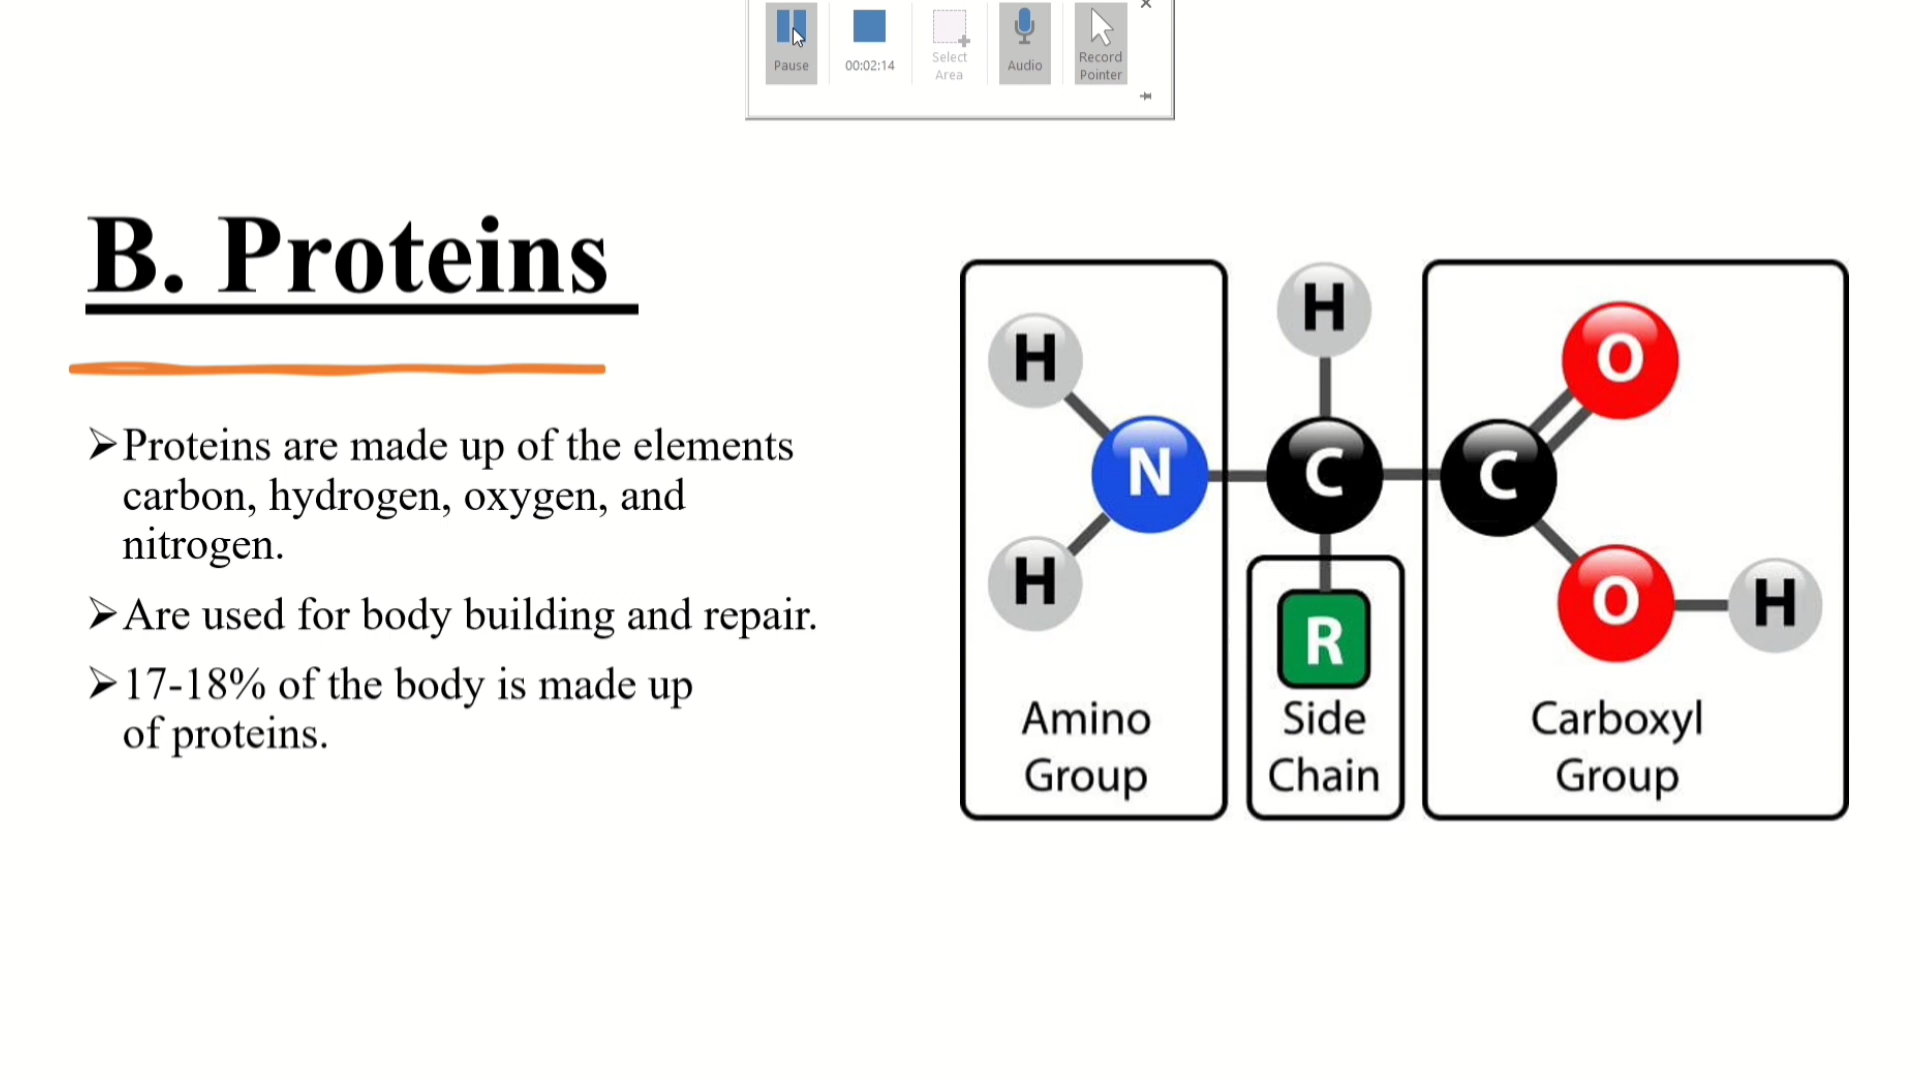 Pause
00:02:14
Select
Area
Audio
Record
Pointer
B. Proteins
➢Proteins are made up of the elements
carbon, hydrogen, oxygen, and
nitrogen.
➢Are used for body building and repair.
➢17-18% of the body is made up
of proteins.
H
H
O
N
C
C
H
R
O
H
Amino
Group
Side
Chain
Carboxyl
Group